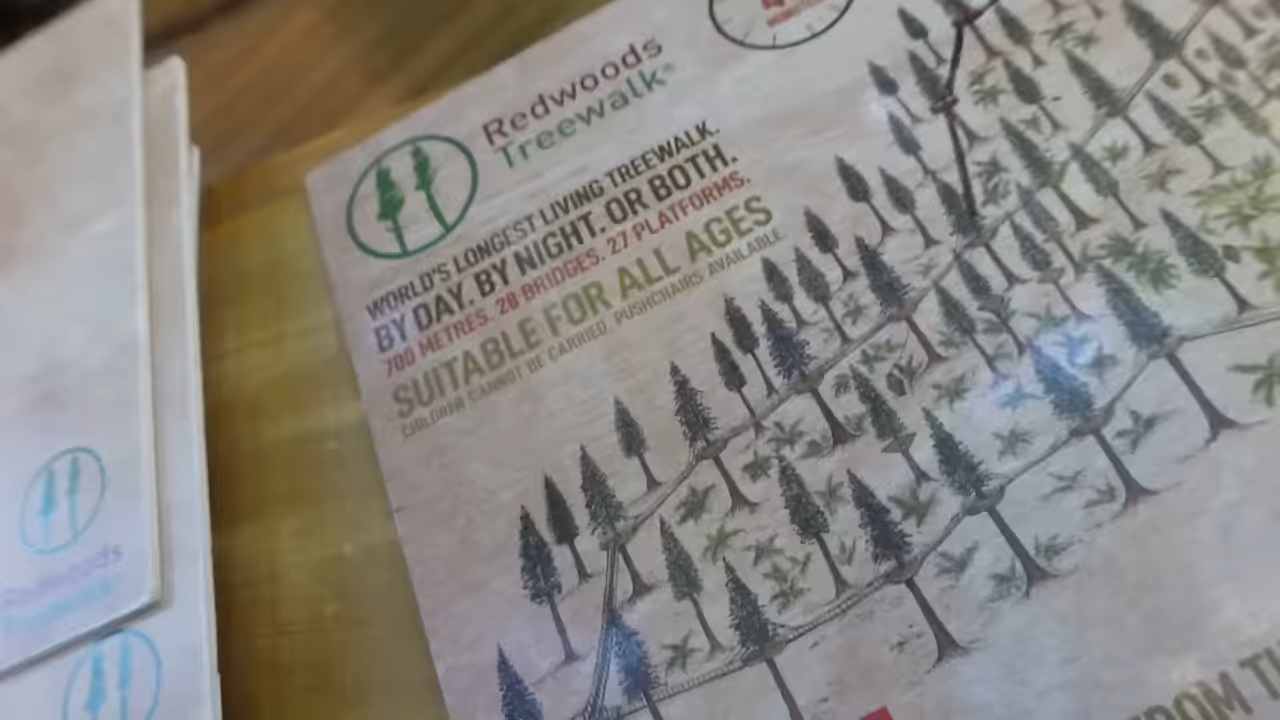 Redwoods
Treewalk®
WORLD'S LONGEST LIVING TREEWALK.
BY DAY. BY NIGHT. OR BOTH.
700 METRES. 28 BRIDGES. 27 PLATFORMS.
SUITABLE FOR ALL AGES
CHILDREN CANNOT BE CARRIED. PUSHCHAIRS AVAILABLE.